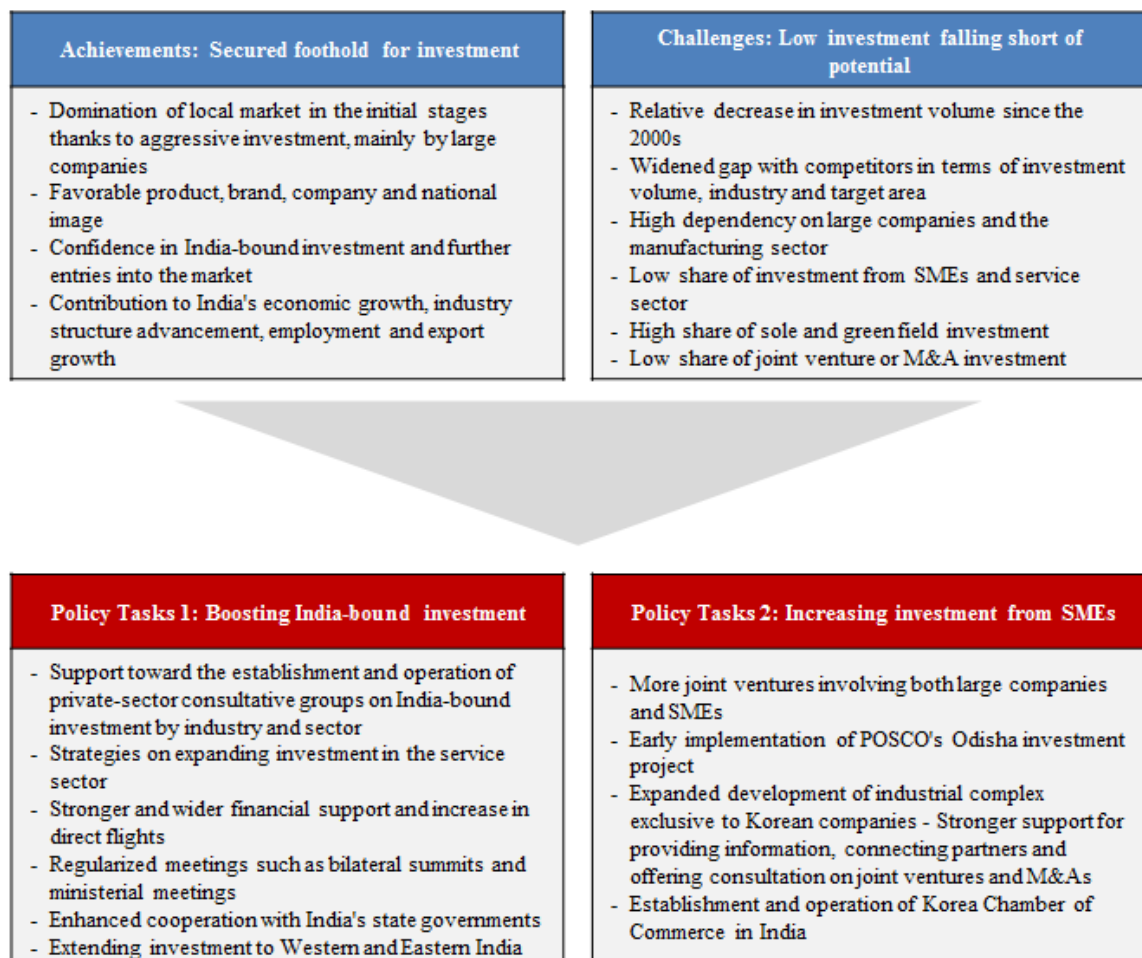 Achievements: Secured foothold for investment
- Domination of local market in the initial stages
thanks to aggressive investment, mainly by large
companies
- Favorable product, brand, company and national
image
- Confidence in India-bound investment and further
entries into the market
- Contribution to India's economic growth, industry
structure advancement, employment and export
growth
Challenges: Low investment falling short of
potential
- Relative decrease in investment volume since the
2000s
- Widened gap with competitors in terms of investment
volume, industry and target area
- High dependency on large companies and the
manufacturing sector
- Low share of investment from SMEs and service
sector
- High share of sole and greenfield investment
- Low share of joint venture or M&A investment
Policy Tasks 1: Boosting India-bound investment
- Support toward the establishment and operation of
private-sector consultative groups on India-bound
investment by industry and sector
- Strategies on expanding investment in the service
sector
- Stronger and wider financial support and increase in
direct flights
- Regularized meetings such as bilateral summits and
ministerial meetings
- Enhanced cooperation with India's state governments
- Extending investment to Western and Eastern India
Policy Tasks 2: Increasing investment from SMEs
- More joint ventures involving both large companies
and SMEs
- Early implementation of POSCO's Odisha investment
project
- Expanded development of industrial complex
exclusive to Korean companies - Stronger support for
providing information, connecting partners and
offering consultation on joint ventures and M&As
- Establishment and operation of Korea Chamber of
Commerce in India